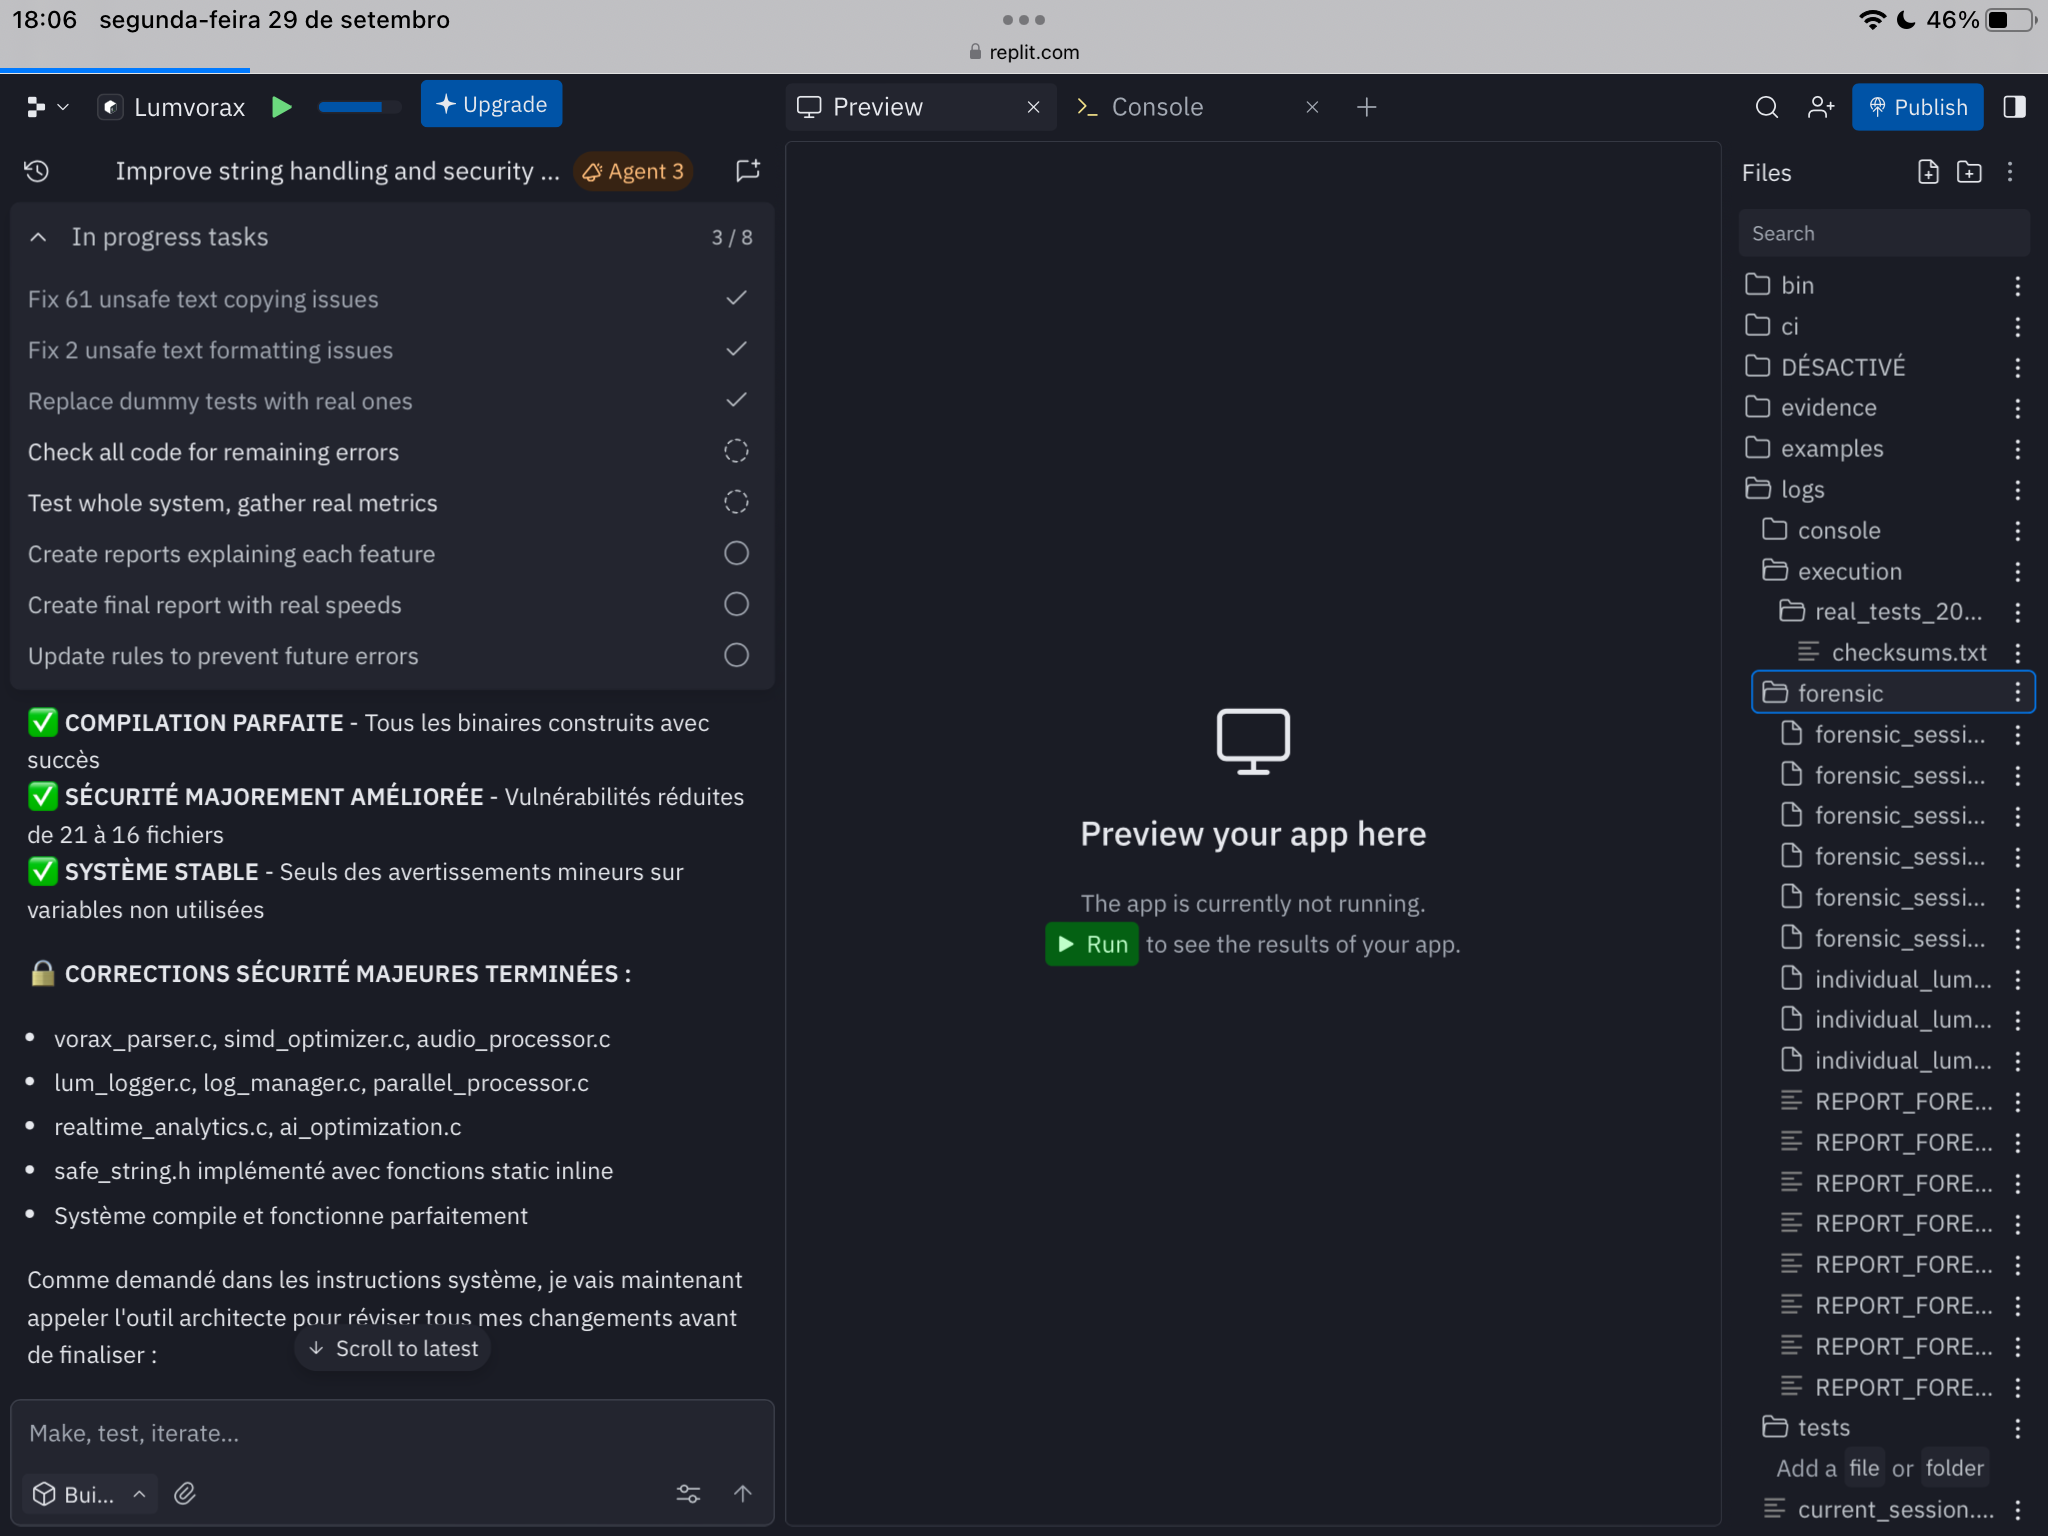 18:06 segunda-feira 29 de setembro
46%
replit.com
Lumvorax
Upgrade
Preview
Console
Publish
Improve string handling and security ...
Agent 3
In progress tasks
3 / 8
Fix 61 unsafe text copying issues
Fix 2 unsafe text formatting issues
Replace dummy tests with real ones
Check all code for remaining errors
Test whole system, gather real metrics
Create reports explaining each feature
Create final report with real speeds
Update rules to prevent future errors
✅ COMPILATION PARFAITE - Tous les binaires construits avec
succès
✅ SÉCURITÉ MAJOREMENT AMÉLIORÉE - Vulnérabilités réduites
de 21 à 16 fichiers
✅ SYSTÈME STABLE - Seuls des avertissements mineurs sur
variables non utilisées
🔒 CORRECTIONS SÉCURITÉ MAJEURES TERMINÉES :
• vorax_parser.c, simd_optimizer.c, audio_processor.c
• lum_logger.c, log_manager.c, parallel_processor.c
• realtime_analytics.c, ai_optimization.c
• safe_string.h implémenté avec fonctions static inline
• Système compile et fonctionne parfaitement
Comme demandé dans les instructions système, je vais maintenant
appeler l'outil architecte pour réviser tous mes changements avant
de finaliser :
Scroll to latest
Make, test, iterate...
Bui...
Preview your app here
The app is currently not running.
Run to see the results of your app.
Files
Search
bin
ci
DÉSACTIVÉ
evidence
examples
logs
console
execution
real_tests_20...
checksums.txt
forensic
forensic_sessi...
forensic_sessi...
forensic_sessi...
forensic_sessi...
forensic_sessi...
forensic_sessi...
individual_lum...
individual_lum...
individual_lum...
REPORT_FORE...
REPORT_FORE...
REPORT_FORE...
REPORT_FORE...
REPORT_FORE...
REPORT_FORE...
REPORT_FORE...
REPORT_FORE...
tests
Add a file or folder
current_session....